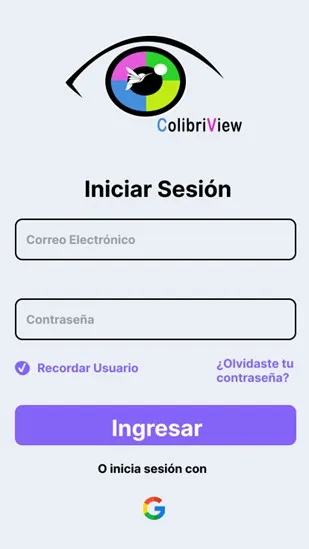 ColibriView
Iniciar Sesión
Correo Electrónico
Contraseña
Recordar Usuario
¿Olvidaste tu
contraseña?
Ingresar
O inicia sesión con
G